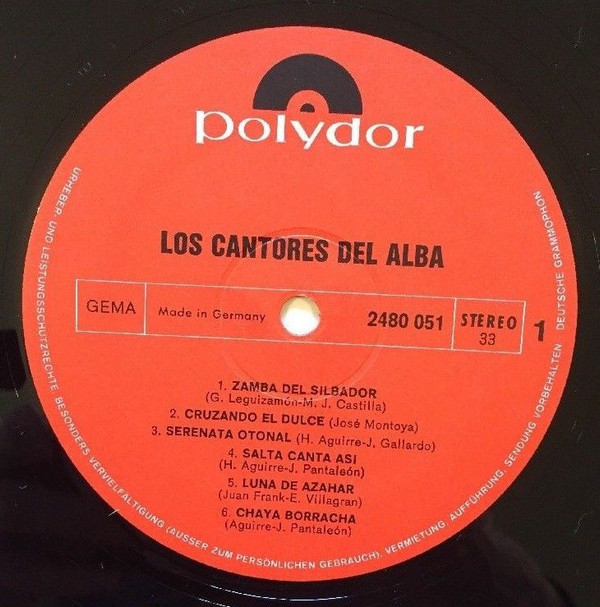 polydor
LOS CANTORES DEL ALBA
GEMA
Made in Germany
2480 051
STEREO
33
1
1. ZAMBA DEL SILBADOR
(G. Leguizamón-M. J. Castilla)
2. CRUZANDO EL DULCE (José Montoya)
3. SERENATA OTONAL (H. Aguirre-J. Gallardo)
4. SALTA CANTA ASI
(H. Aguirre-J. Pantaleón)
5. LUNA DE AZAHAR
(Juan Frank-E. Villagran)
6. CHAYA BORRACHA
(Aguirre-J. Pantaleón)
URHEBER- UND LEISTUNGSSCHUTZRECHTE, BESONDERS VERVIELFÄLTIGUNG (AUSSER ZUM PERSÖNLICHEN GEBRAUCH), VERMIETUNG, AUFFÜHRUNG, SENDUNG VORBEHALTEN DEUTSCHE GRAMMOPHON